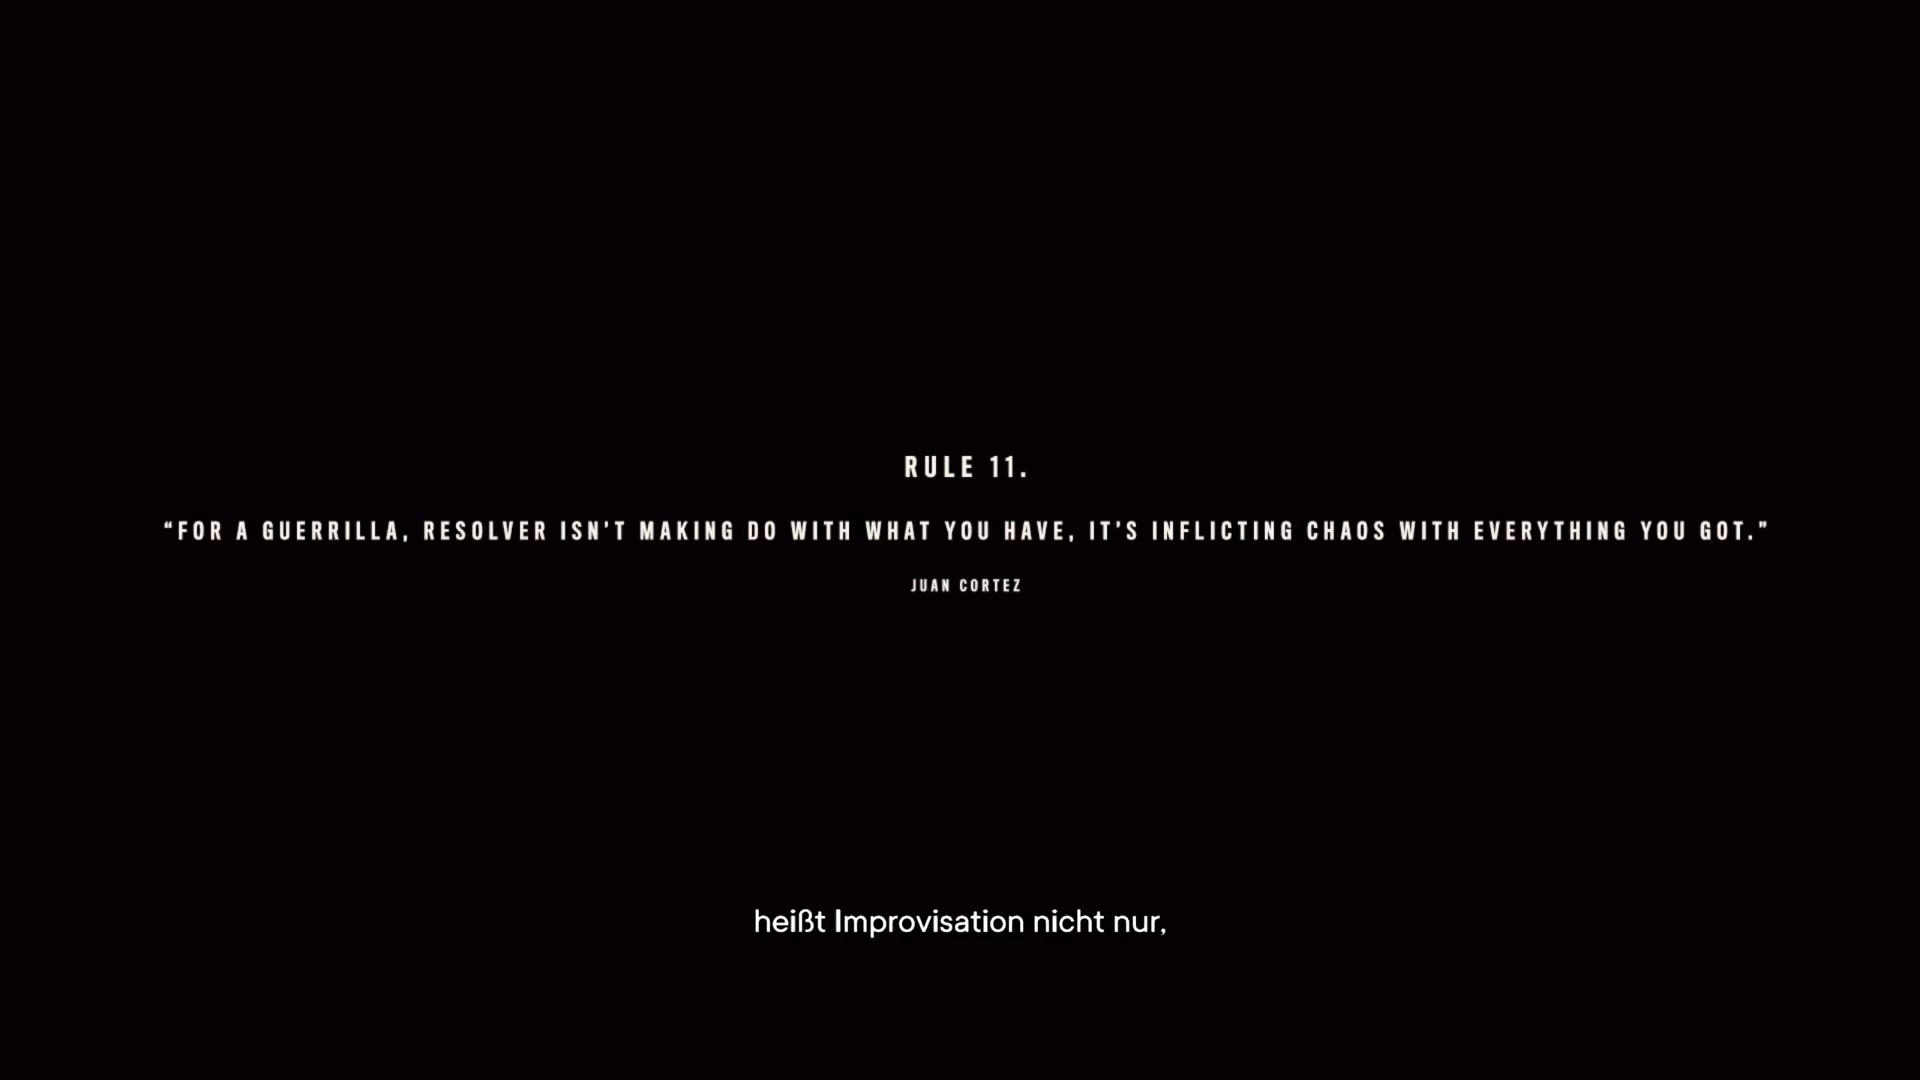 RULE 11.
“FOR A GUERRILLA, RESOLVER ISN’T MAKING DO WITH WHAT YOU HAVE, IT’S INFLICTING CHAOS WITH EVERYTHING YOU GOT.”
JUAN CORTEZ
heißt Improvisation nicht nur,